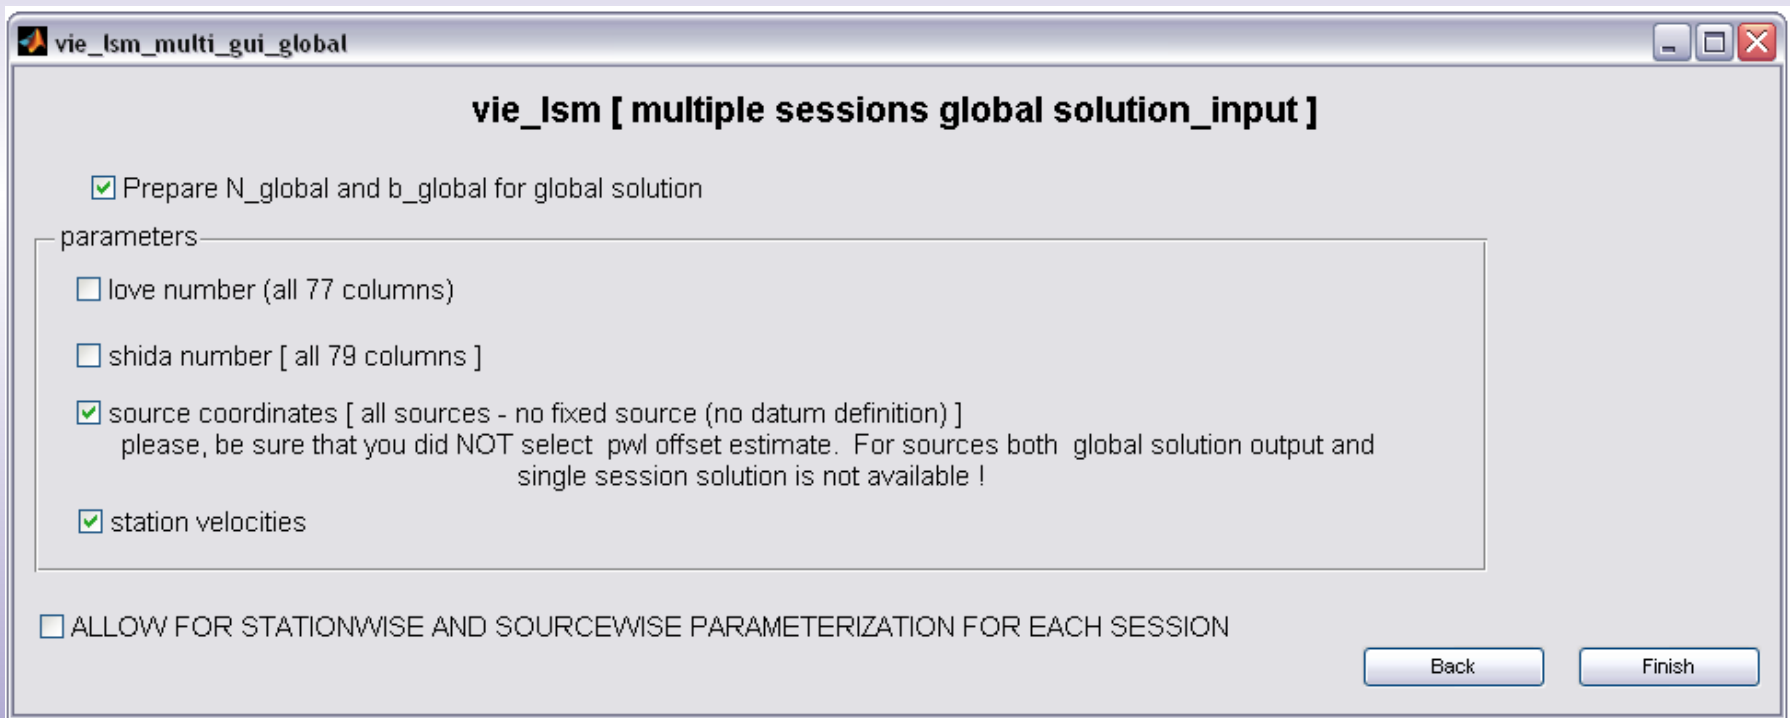 vie_lsm_multi_gui_global
vie_lsm [ multiple sessions global solution_input ]
Prepare N_global and b_global for global solution
parameters
love number (all 77 columns)
shida number [ all 79 columns ]
source coordinates [ all sources - no fixed source (no datum definition) ]
please, be sure that you did NOT select  pwl offset estimate.  For sources both  global solution output and
single session solution is not available !
station velocities
ALLOW FOR STATIONWISE AND SOURCEWISE PARAMETERIZATION FOR EACH SESSION
Back
Finish